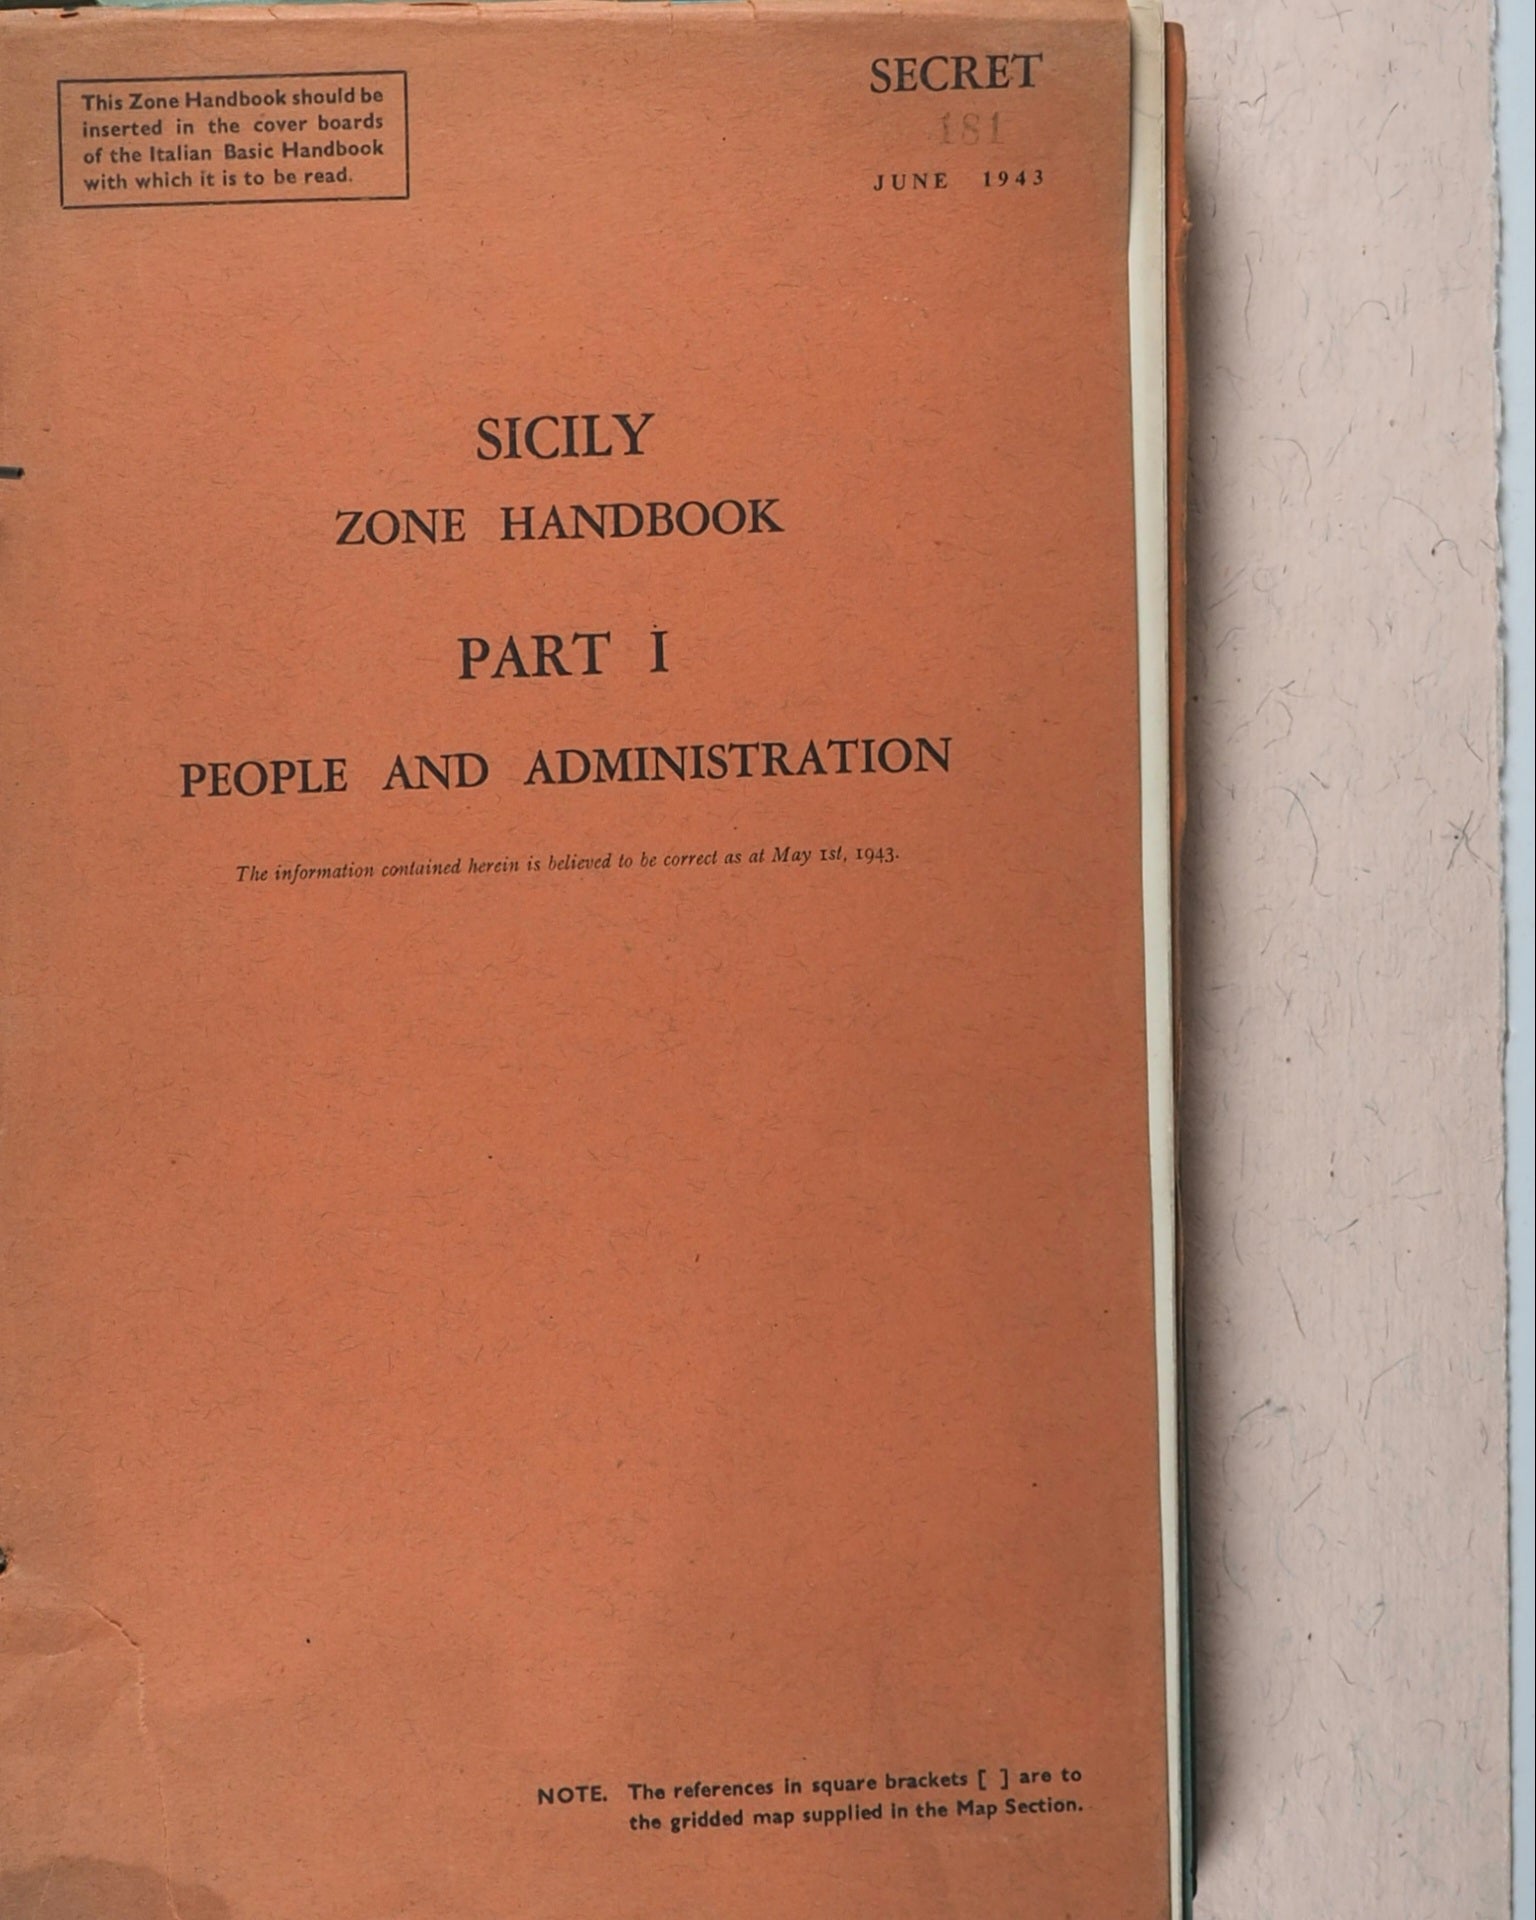 This Zone Handbook should be
inserted in the cover boards
of the Italian Basic Handbook
with which it is to be read.
SECRET
181
JUNE 1943
SICILY
ZONE HANDBOOK
PART I
PEOPLE AND ADMINISTRATION
The information contained herein is believed to be correct as at May 1st, 1943.
NOTE. The references in square brackets [ ] are to
the gridded map supplied in the Map Section.